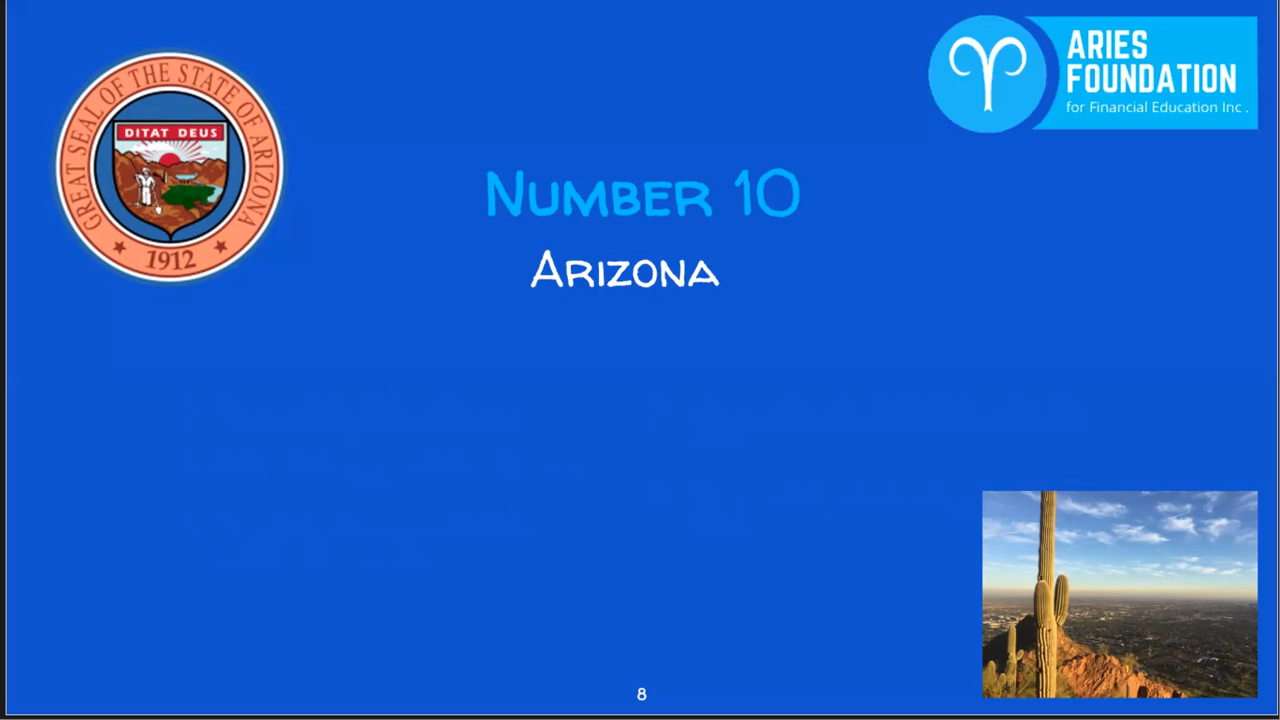 GREAT SEAL OF THE STATE OF ARIZONA
DITAT DEUS
1912
ARIES
FOUNDATION
for Financial Education Inc .
Number 10
Arizona
8